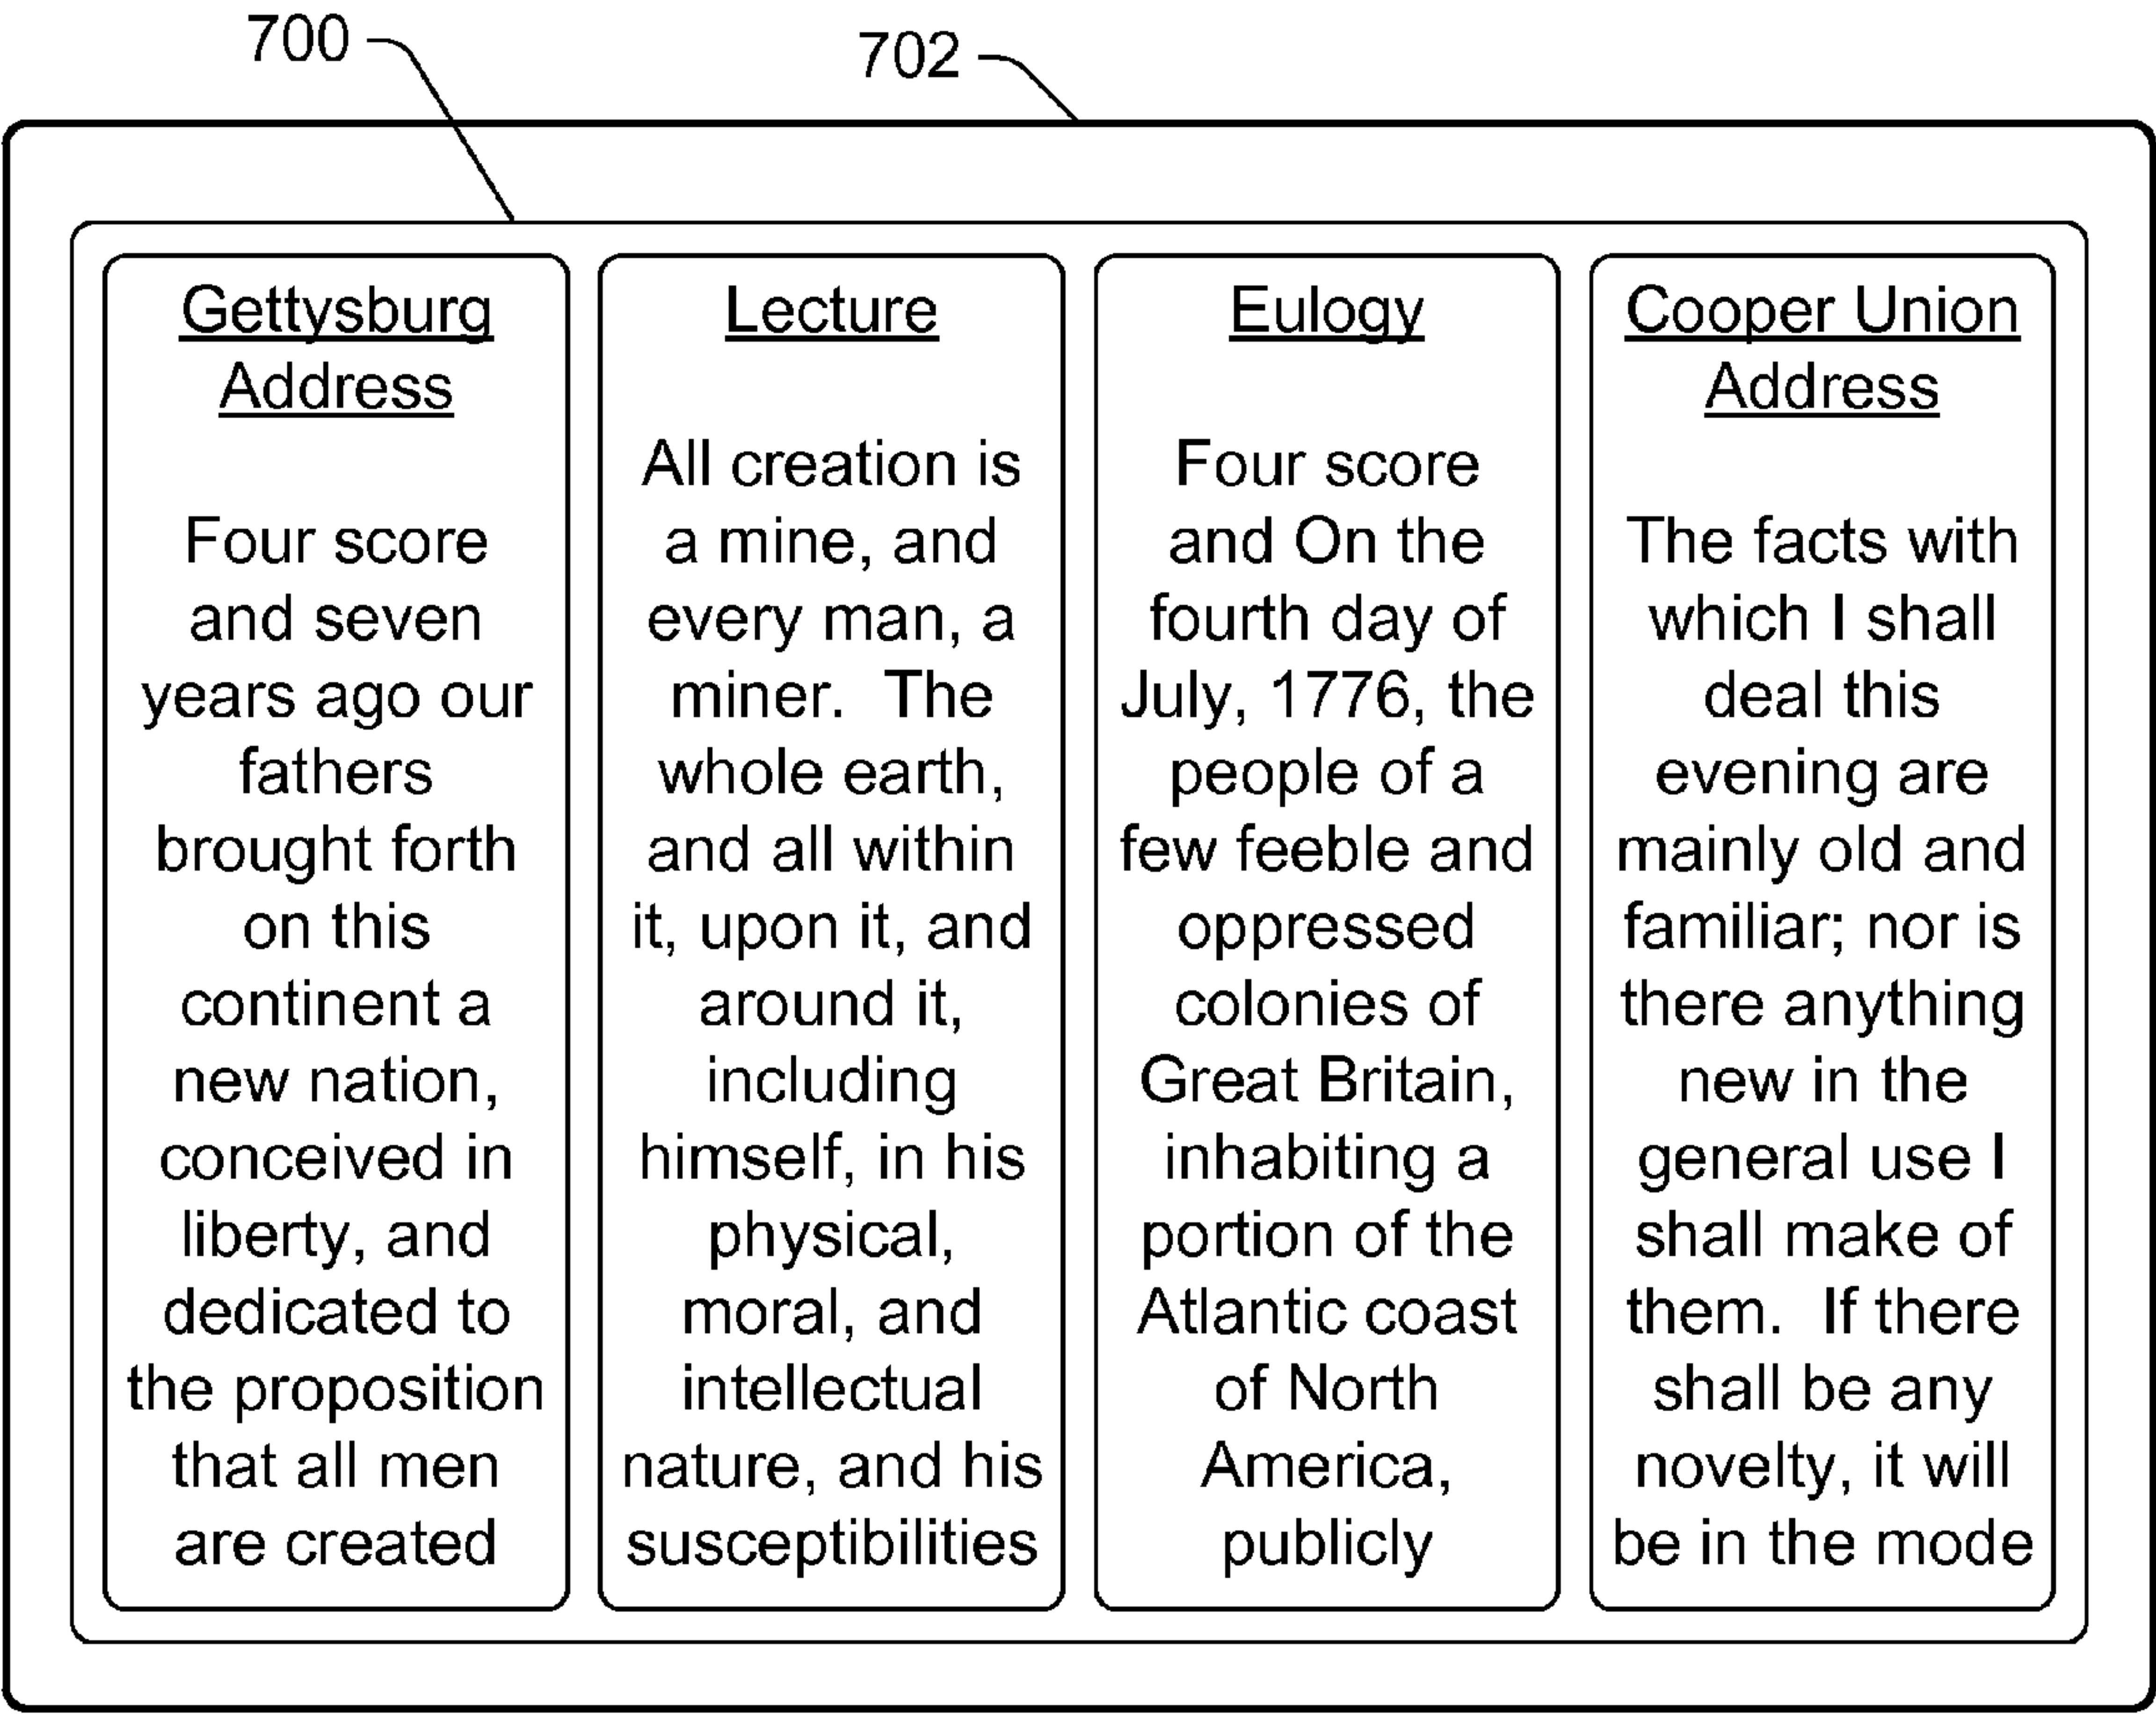 700
702
Gettysburg
Address
Four score
and seven
years ago our
fathers
brought forth
on this
continent a
new nation,
conceived in
liberty, and
dedicated to
the proposition
that all men
are created
Lecture
All creation is
a mine, and
every man, a
miner.  The
whole earth,
and all within
it, upon it, and
around it,
including
himself, in his
physical,
moral, and
intellectual
nature, and his
susceptibilities
Eulogy
Four score
and On the
fourth day of
July, 1776, the
people of a
few feeble and
oppressed
colonies of
Great Britain,
inhabiting a
portion of the
Atlantic coast
of North
America,
publicly
Cooper Union
Address
The facts with
which I shall
deal this
evening are
mainly old and
familiar; nor is
there anything
new in the
general use I
shall make of
them.  If there
shall be any
novelty, it will
be in the mode